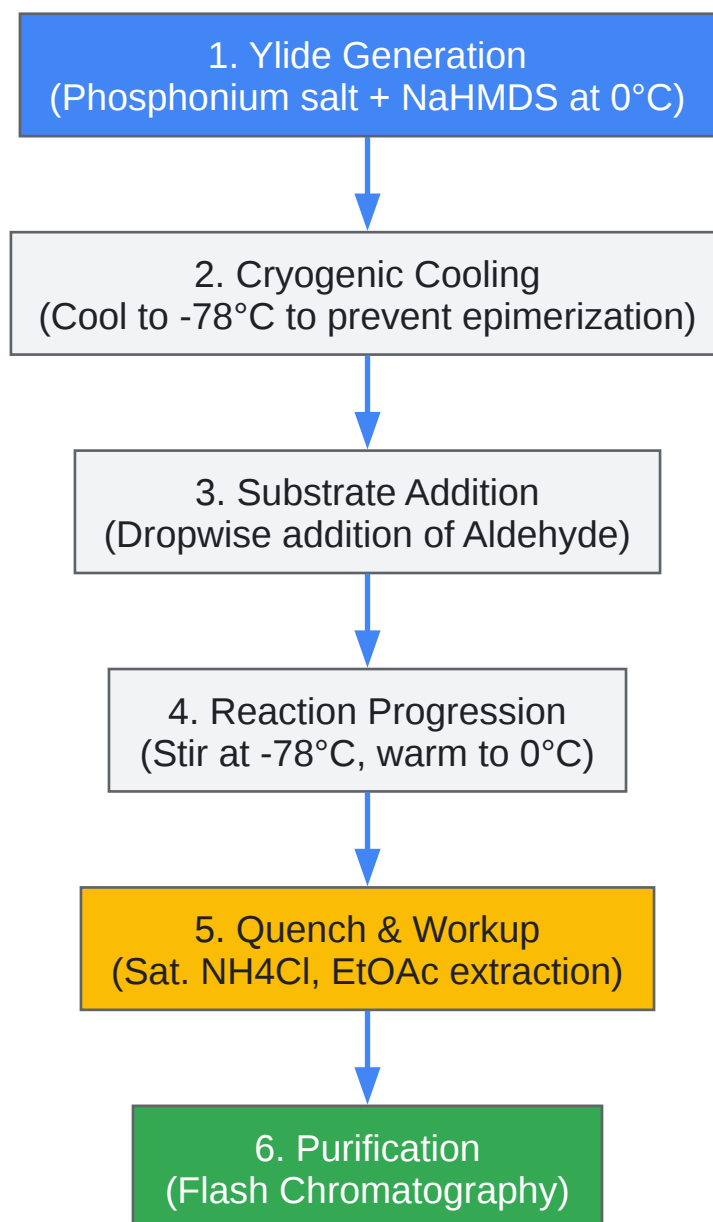 1. Ylide Generation
(Phosphonium salt + NaHMDS at 0°C)
2. Cryogenic Cooling
(Cool to -78°C to prevent epimerization)
3. Substrate Addition
(Dropwise addition of Aldehyde)
4. Reaction Progression
(Stir at -78°C, warm to 0°C)
5. Quench & Workup
(Sat. NH4Cl, EtOAc extraction)
6. Purification
(Flash Chromatography)